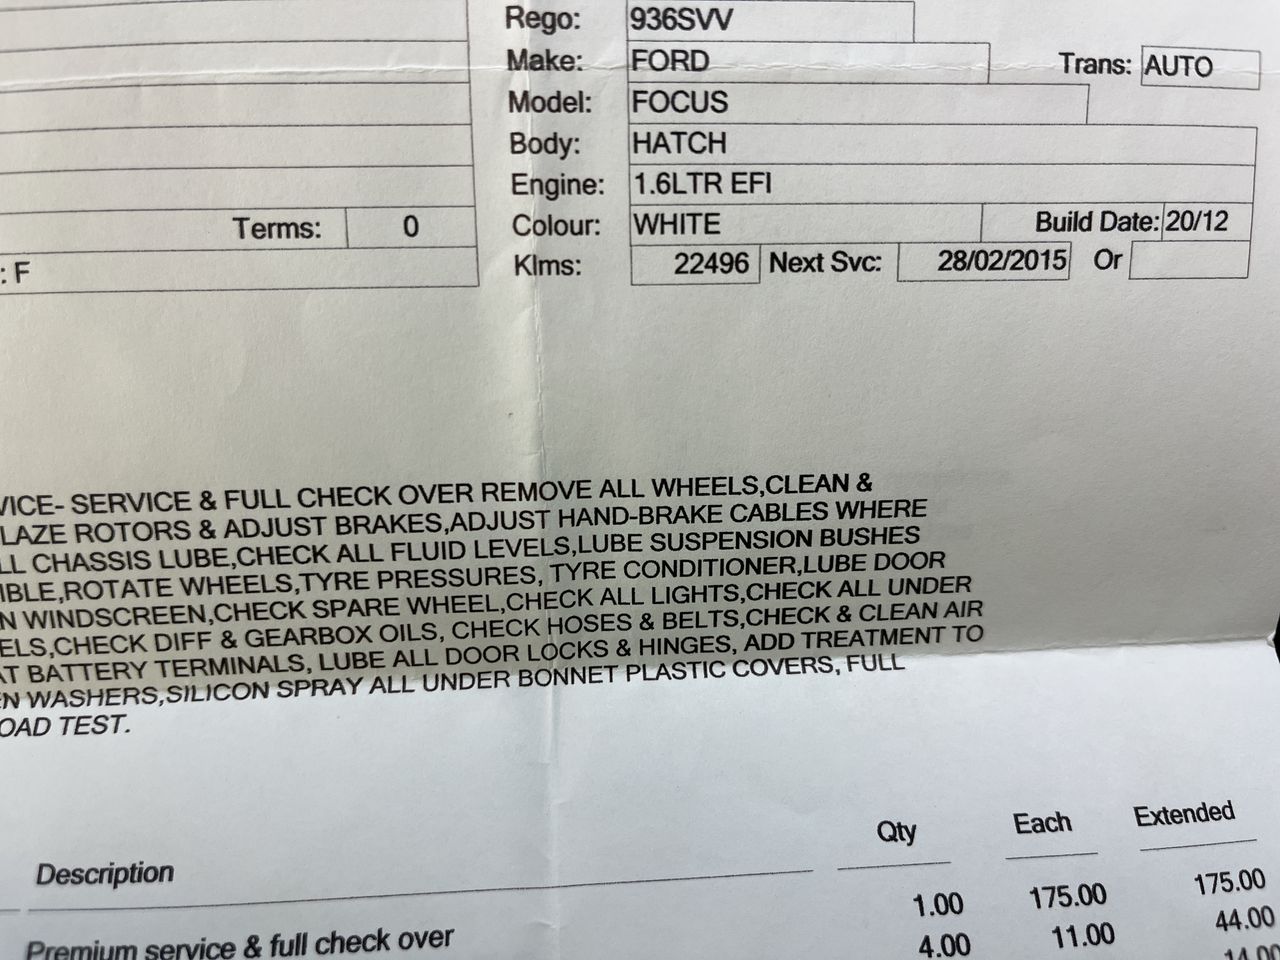 Rego: 936SVV
Make: FORD Trans: AUTO
Model: FOCUS
Body: HATCH
Engine: 1.6LTR EFI
Terms: 0 Colour: WHITE Build Date: 20/12
: F Klms: 22496 Next Svc: 28/02/2015 Or
VICE- SERVICE & FULL CHECK OVER REMOVE ALL WHEELS,CLEAN &
LAZE ROTORS & ADJUST BRAKES,ADJUST HAND-BRAKE CABLES WHERE
LL CHASSIS LUBE,CHECK ALL FLUID LEVELS,LUBE SUSPENSION BUSHES
IBLE,ROTATE WHEELS,TYRE PRESSURES, TYRE CONDITIONER,LUBE DOOR
N WINDSCREEN,CHECK SPARE WHEEL,CHECK ALL LIGHTS,CHECK ALL UNDER
ELS,CHECK DIFF & GEARBOX OILS, CHECK HOSES & BELTS,CHECK & CLEAN AIR
AT BATTERY TERMINALS, LUBE ALL DOOR LOCKS & HINGES, ADD TREATMENT TO
EN WASHERS,SILICON SPRAY ALL UNDER BONNET PLASTIC COVERS, FULL
OAD TEST.
Description Qty Each Extended
Premium service & full check over 1.00 175.00 175.00
4.00 11.00 44.00
14.00